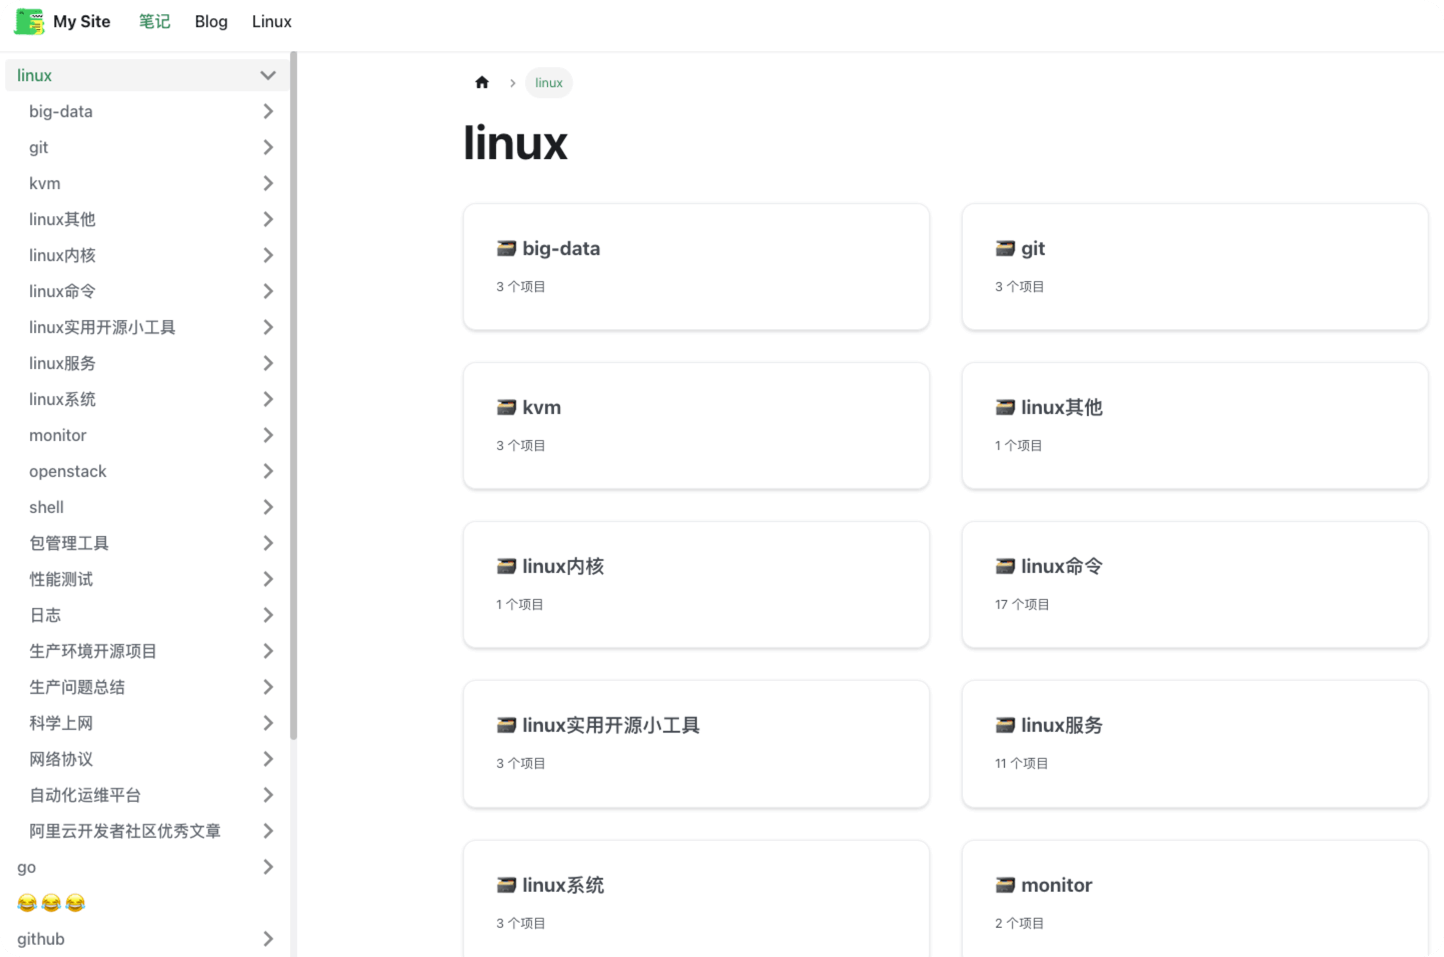 My Site 笔记 Blog Linux
linux
big-data
git
kvm
linux其他
linux内核
linux命令
linux实用开源小工具
linux服务
linux系统
monitor
openstack
shell
包管理工具
性能测试
日志
生产环境开源项目
生产问题总结
科学上网
网络协议
自动化运维平台
阿里云开发者社区优秀文章
go
😂😂😂
github
linux
linux
🗃️ big-data
3 个项目
🗃️ git
3 个项目
🗃️ kvm
3 个项目
🗃️ linux其他
1 个项目
🗃️ linux内核
1 个项目
🗃️ linux命令
17 个项目
🗃️ linux实用开源小工具
3 个项目
🗃️ linux服务
11 个项目
🗃️ linux系统
3 个项目
🗃️ monitor
2 个项目